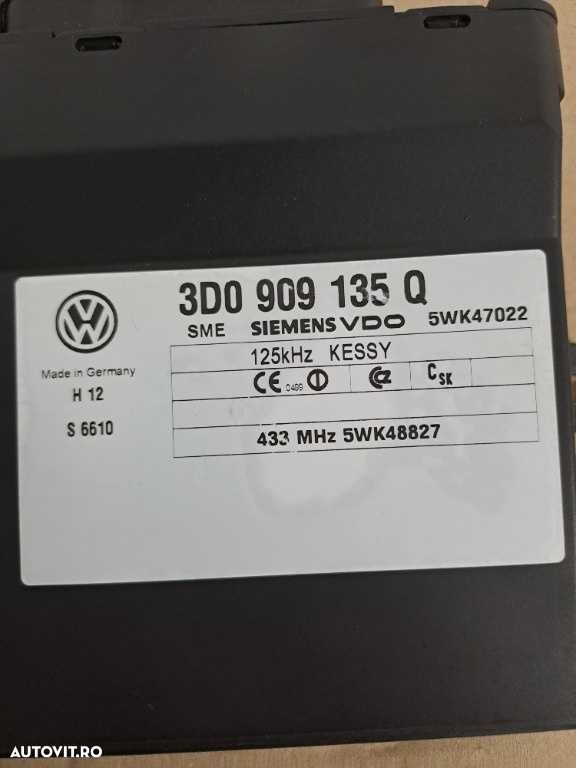 3D0 909 135 Q
SME SIEMENS VDO 5WK47022
Made in Germany
H 12
S 6610
125kHz KESSY
CE 0499
CSK
433 MHz 5WK48827
AUTOVIT.RO